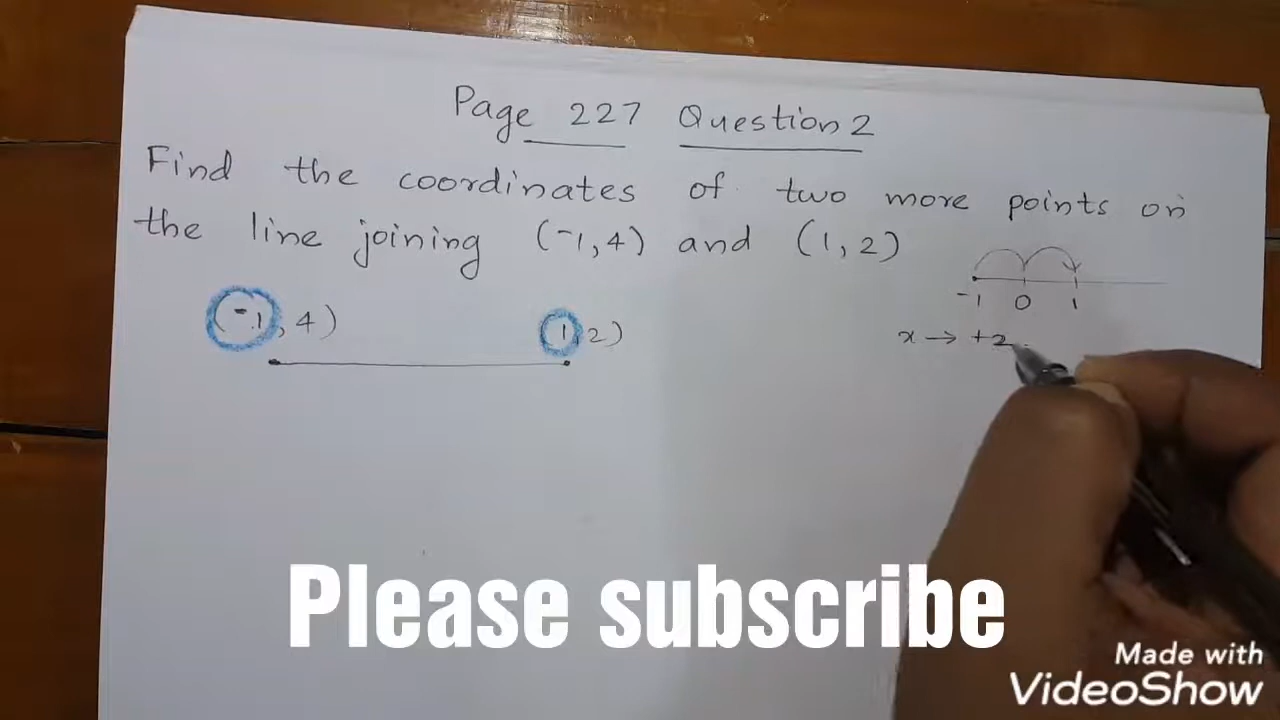 Page 227 Question 2
Find the coordinates of two more points on
the line joining (-1, 4) and (1, 2)
-1 0 1
(-1, 4) (1, 2)
x → +2
Please subscribe
Made with
VideoShow